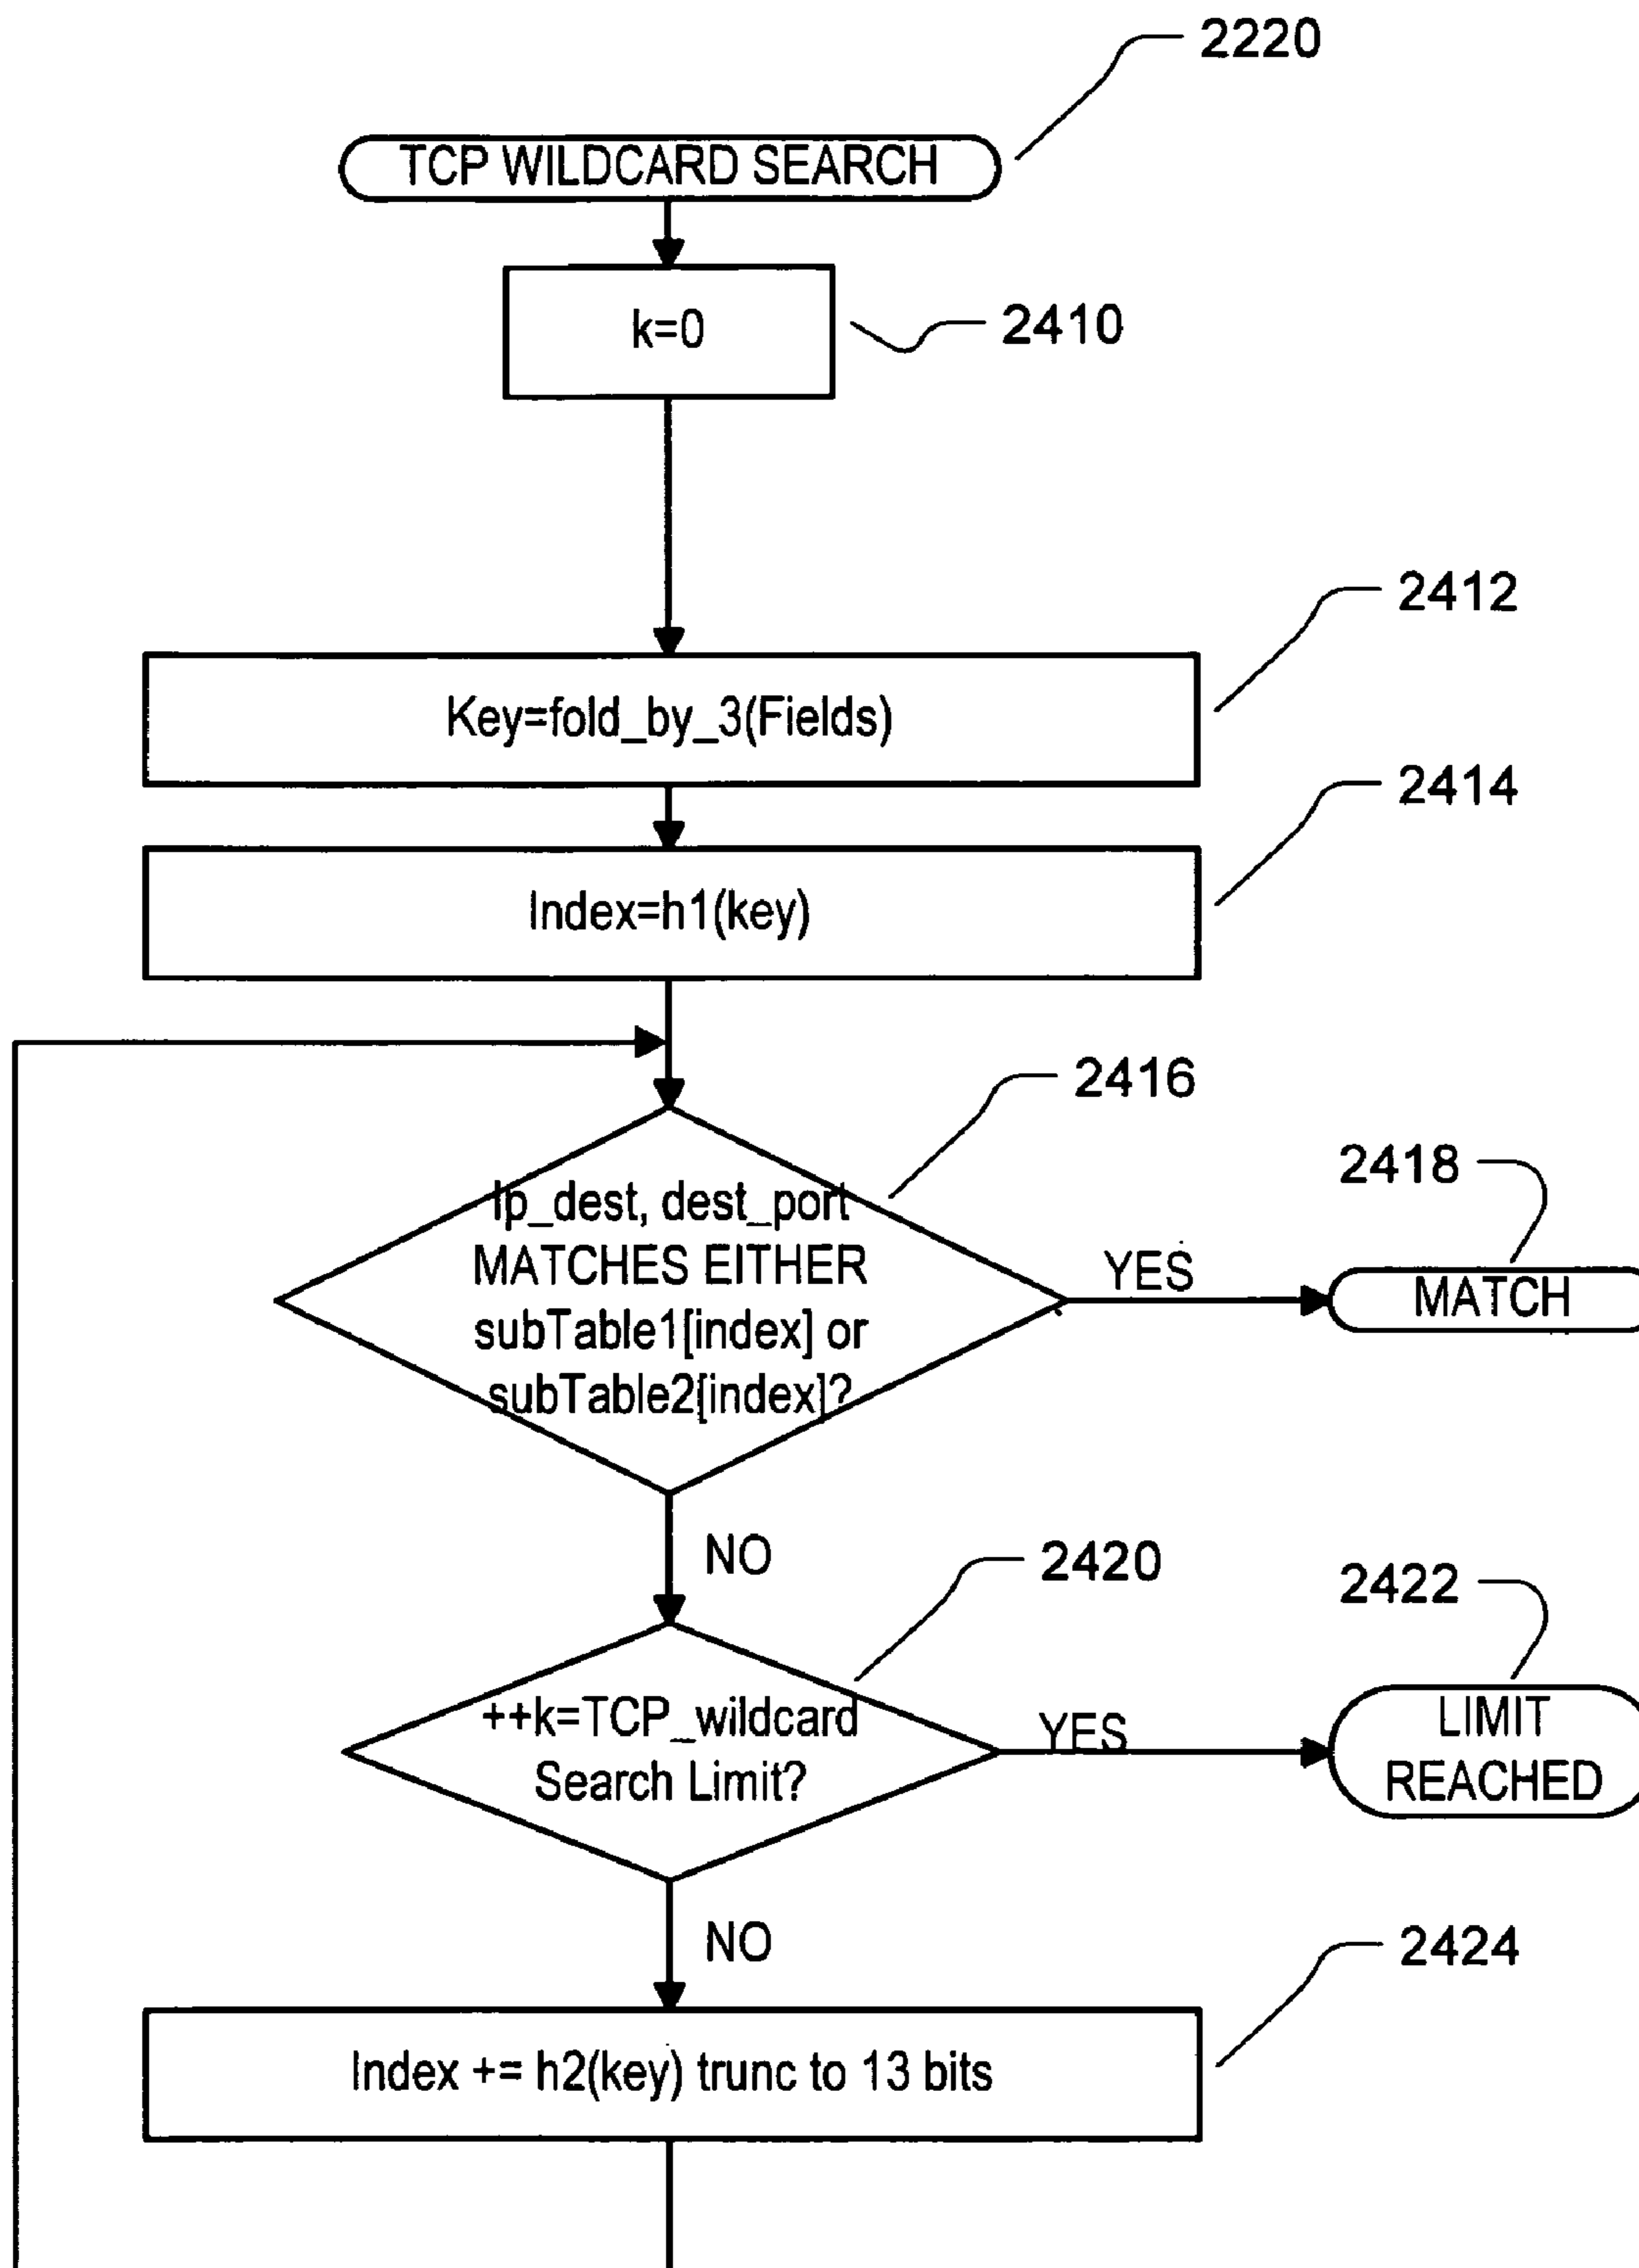 2220
TCP WILDCARD SEARCH
k=0
2410
2412
Key=fold_by_3(Fields)
2414
Index=h1(key)
2416
Ip_dest, dest_port
MATCHES EITHER
subTable1[index] or
subTable2[index]?
YES
2418
MATCH
NO
2420
++k=TCP_wildcard
Search Limit?
YES
2422
LIMIT
REACHED
NO
2424
Index += h2(key) trunc to 13 bits